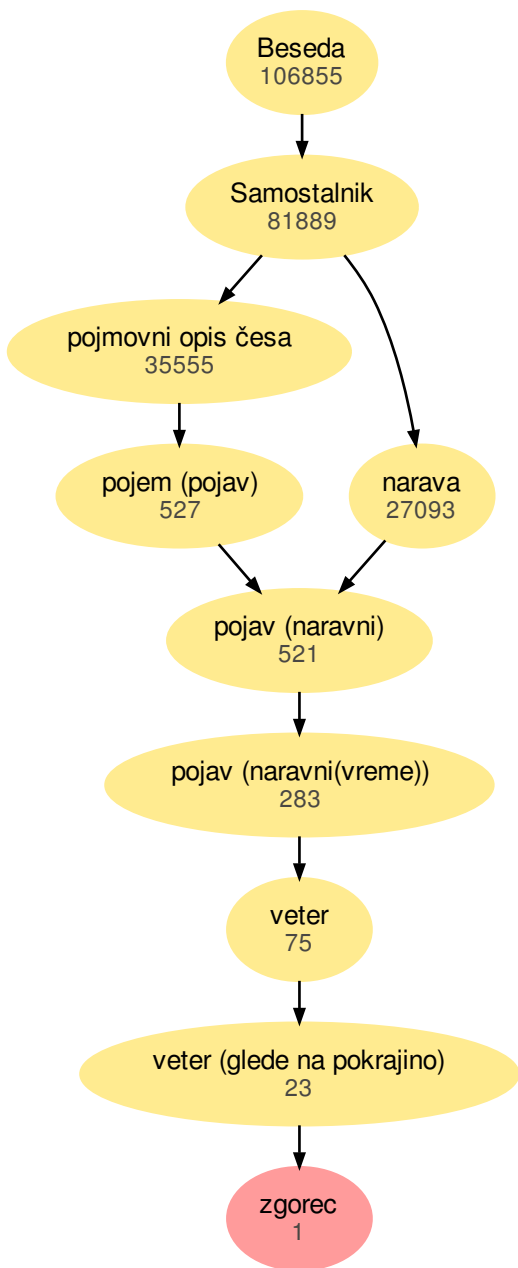 Beseda
106855
Samostalnik
81889
pojmovni opis česa
35555
pojem (pojav)
527
narava
27093
pojav (naravni)
521
pojav (naravni(vreme))
283
veter
75
veter (glede na pokrajino)
23
zgorec
1